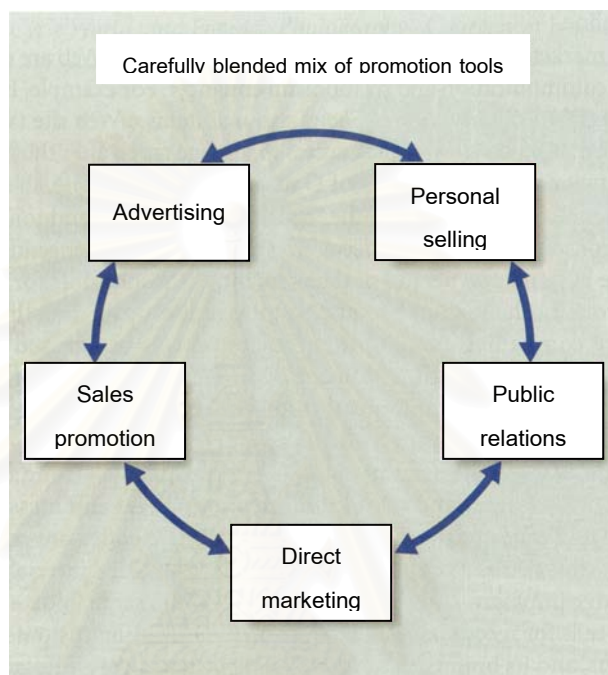 Carefully blended mix of promotion tools
Advertising
Personal
selling
Sales
promotion
Public
relations
Direct
marketing